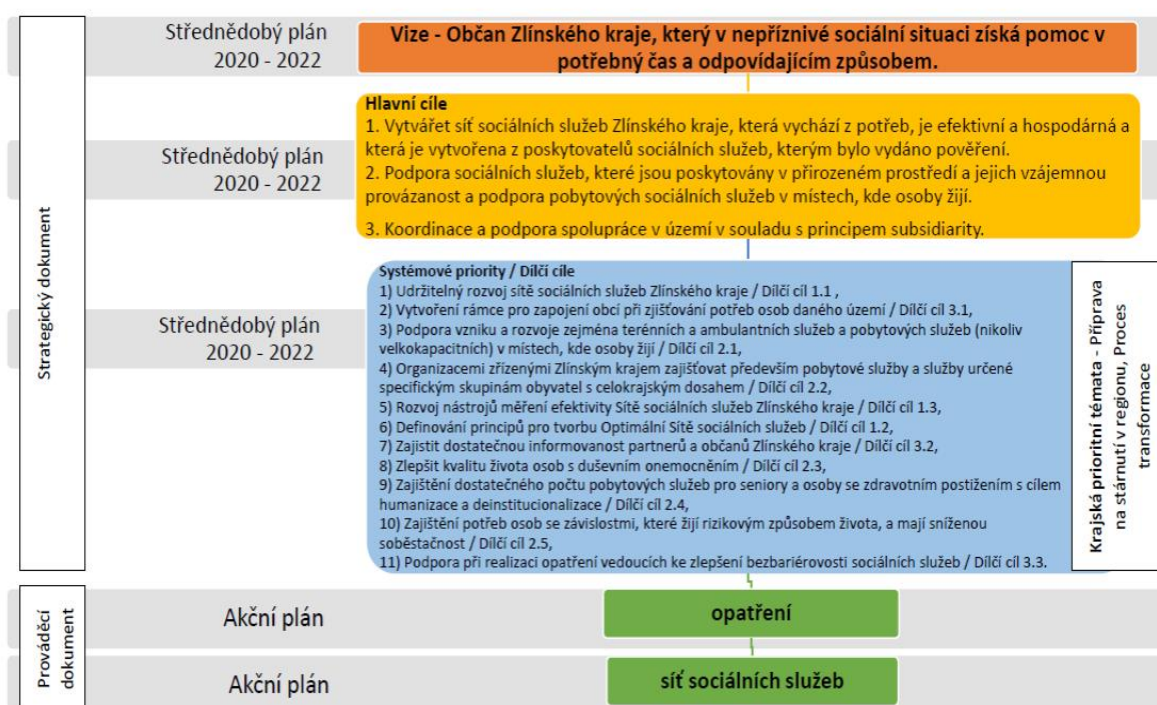 Strategický dokument
Střednědobý plán
2020 - 2022
Vize - Občan Zlínského kraje, který v nepříznivé sociální situaci získá pomoc v
potřebný čas a odpovídajícím způsobem.
Střednědobý plán
2020 - 2022
Hlavní cíle
1. Vytvářet síť sociálních služeb Zlínského kraje, která vychází z potřeb, je efektivní a hospodárná a
která je vytvořena z poskytovatelů sociálních služeb, kterým bylo vydáno pověření.
2. Podpora sociálních služeb, které jsou poskytovány v přirozeném prostředí a jejich vzájemnou
provázanost a podpora pobytových sociálních služeb v místech, kde osoby žijí.
3. Koordinace a podpora spolupráce v území v souladu s principem subsidiarity.
Střednědobý plán
2020 - 2022
Systémové priority / Dílčí cíle
1) Udržitelný rozvoj sítě sociálních služeb Zlínského kraje / Dílčí cíl 1.1 ,
2) Vytvoření rámce pro zapojení obcí při zjišťování potřeb osob daného území / Dílčí cíl 3.1,
3) Podpora vzniku a rozvoje zejména terénních a ambulantních služeb a pobytových služeb (nikoliv
velkokapacitních) v místech, kde osoby žijí / Dílčí cíl 2.1,
4) Organizacemi zřízenými Zlínským krajem zajišťovat především pobytové služby a služby určené
specifickým skupinám obyvatel s celokrajským dosahem / Dílčí cíl 2.2,
5) Rozvoj nástrojů měření efektivity Sítě sociálních služeb Zlínského kraje / Dílčí cíl 1.3,
6) Definování principů pro tvorbu Optimální Sítě sociálních služeb / Dílčí cíl 1.2,
7) Zajistit dostatečnou informovanost partnerů a občanů Zlínského kraje / Dílčí cíl 3.2,
8) Zlepšit kvalitu života osob s duševním onemocněním / Dílčí cíl 2.3,
9) Zajištění dostatečného počtu pobytových služeb pro seniory a osoby se zdravotním postižením s cílem
humanizace a deinstitucionalizace / Dílčí cíl 2.4,
10) Zajištění potřeb osob se závislostmi, které žijí rizikovým způsobem života, a mají sníženou
soběstačnost / Dílčí cíl 2.5,
11) Podpora při realizaci opatření vedoucích ke zlepšení bezbariérovosti sociálních služeb / Dílčí cíl 3.3.
Krajská prioritní témata - Příprava
na stárnutí v regionu, Proces
transformace
Prováděcí
dokument
Akční plán
opatření
Akční plán
síť sociálních služeb